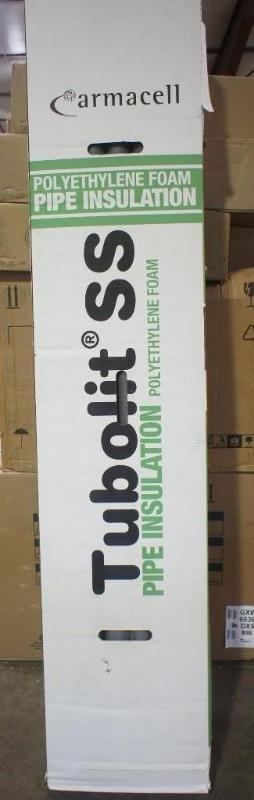 armacell
POLYETHYLENE FOAM
PIPE INSULATION
Tubolit® SS
PIPE INSULATION POLYETHYLENE FOAM